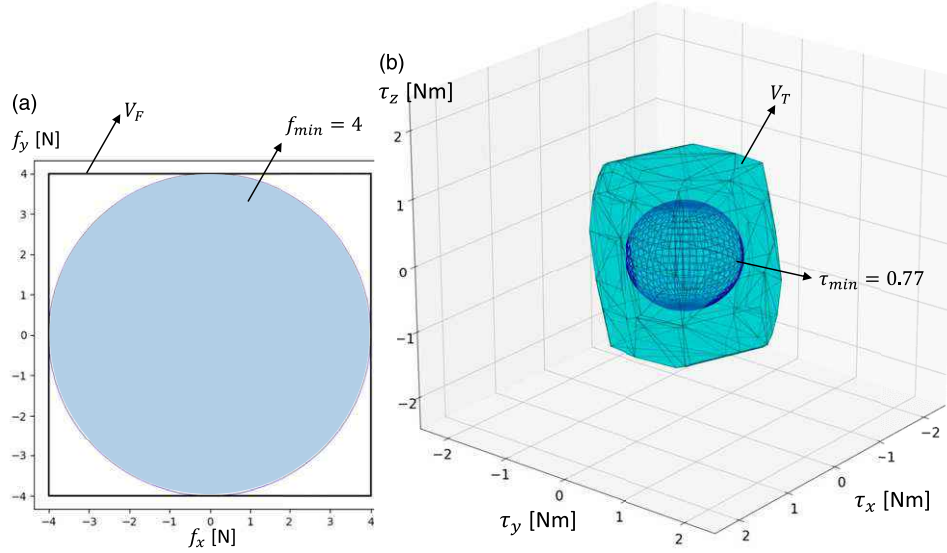 (a)
V_F
f_min = 4
f_y [N]
4
3
2
1
0
−1
−2
−3
−4
−4 −3 −2 −1 0 1 2 3 4
f_x [N]
(b)
τ_z [Nm]
V_T
2
1
0
−1
−2
τ_min = 0.77
−2
−1
0
1
2
τ_y [Nm]
−2
−1
0
1
2
τ_x [Nm]